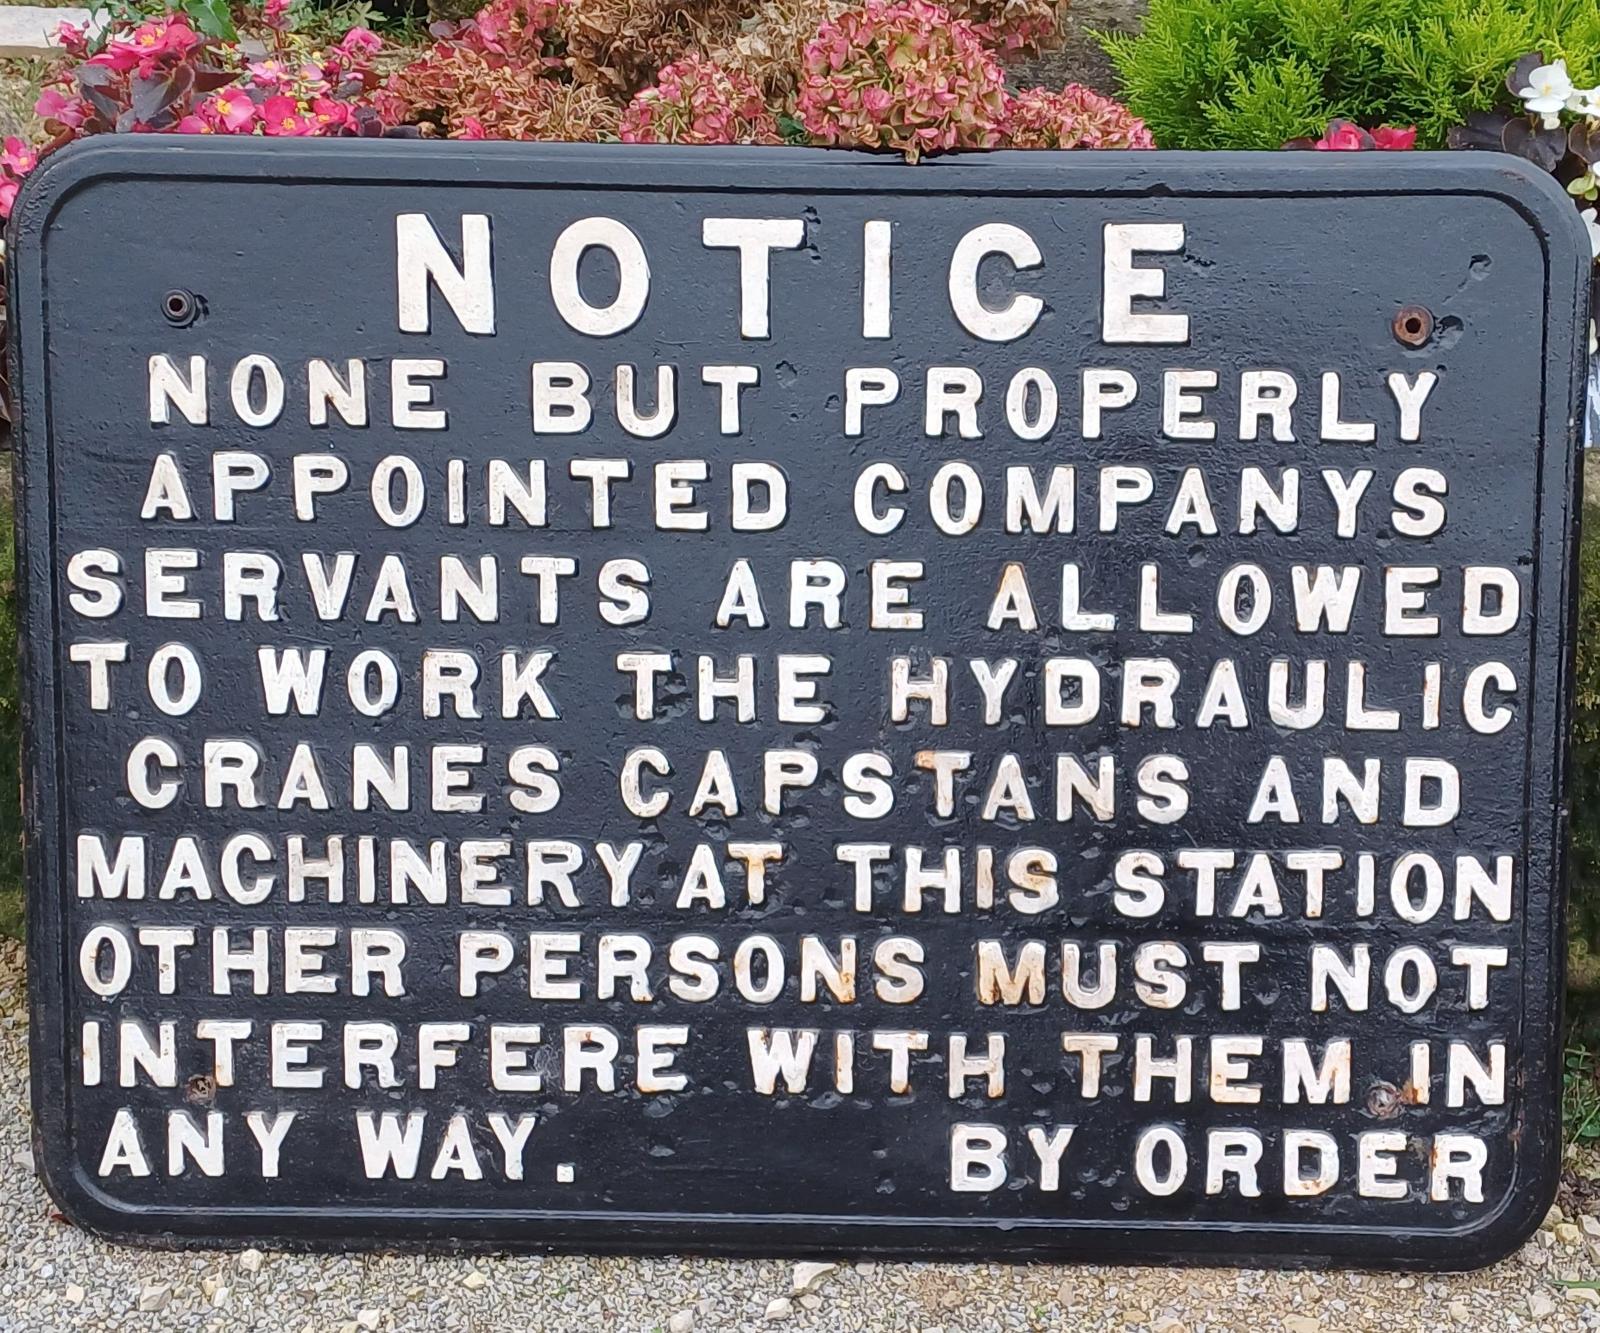 NOTICE
NONE BUT PROPERLY
APPOINTED COMPANYS
SERVANTS ARE ALLOWED
TO WORK THE HYDRAULIC
CRANES CAPSTANS AND
MACHINERY AT THIS STATION
OTHER PERSONS MUST NOT
INTERFERE WITH THEM IN
ANY WAY. BY ORDER